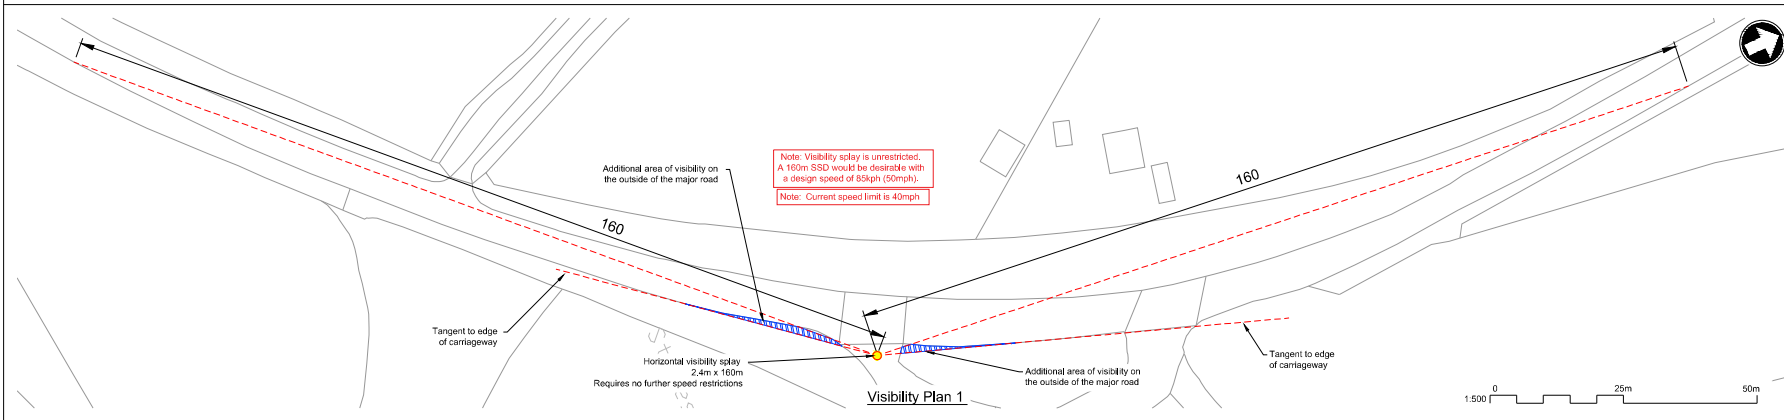 Additional area of visibility on
the outside of the major road
Note: Visibility splay is unrestricted.
A 160m SSD would be desirable with
a design speed of 85kph (50mph).
Note: Current speed limit is 40mph
160
160
Tangent to edge
of carriageway
Horizontal visibility splay
2.4m x 160m
Requires no further speed restrictions
Additional area of visibility on
the outside of the major road
Tangent to edge
of carriageway
Visibility Plan 1
0 25m 50m
1:500